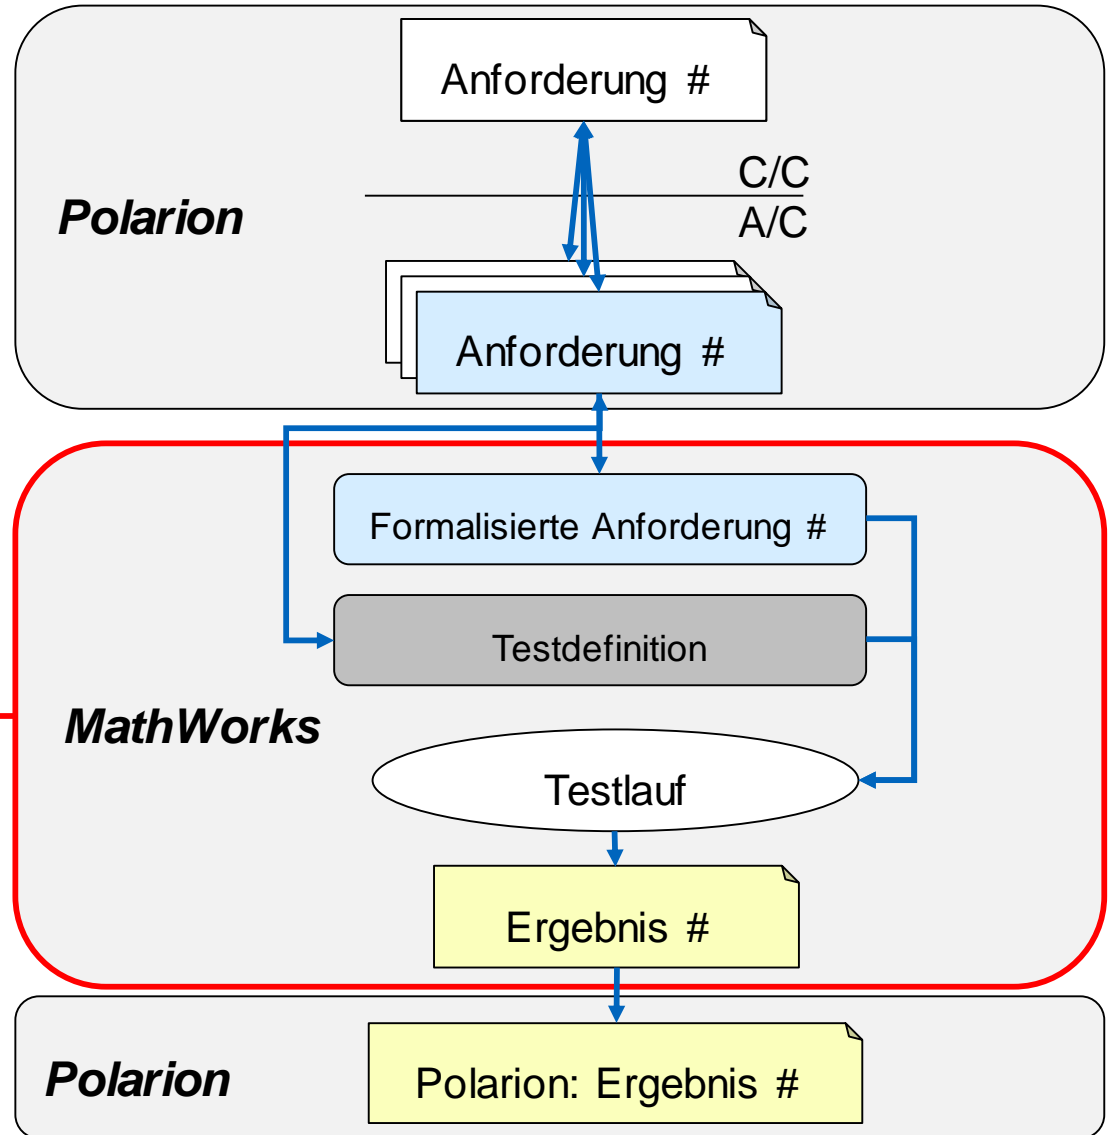 Anforderung #
C/C
Polarion
A/C
Anforderung #
Formalisierte Anforderung #
Testdefinition
MathWorks
Testlauf
Ergebnis #
Polarion
Polarion: Ergebnis #